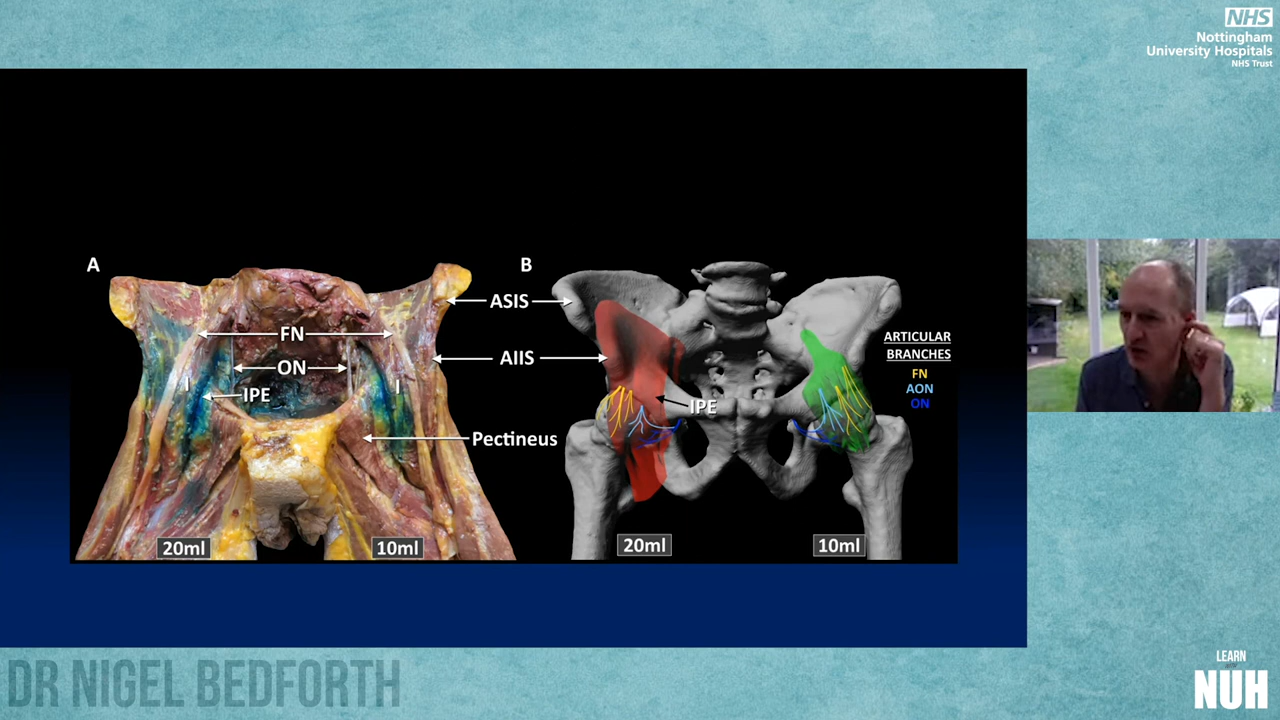 NHS
Nottingham
University Hospitals
NHS Trust
A
B
ASIS
FN
AIIS
ON
IPE
Pectineus
20ml
10ml
IPE
20ml
10ml
ARTICULAR
BRANCHES
FN
AON
ON
DR NIGEL BEDFORTH
LEARN
NUH